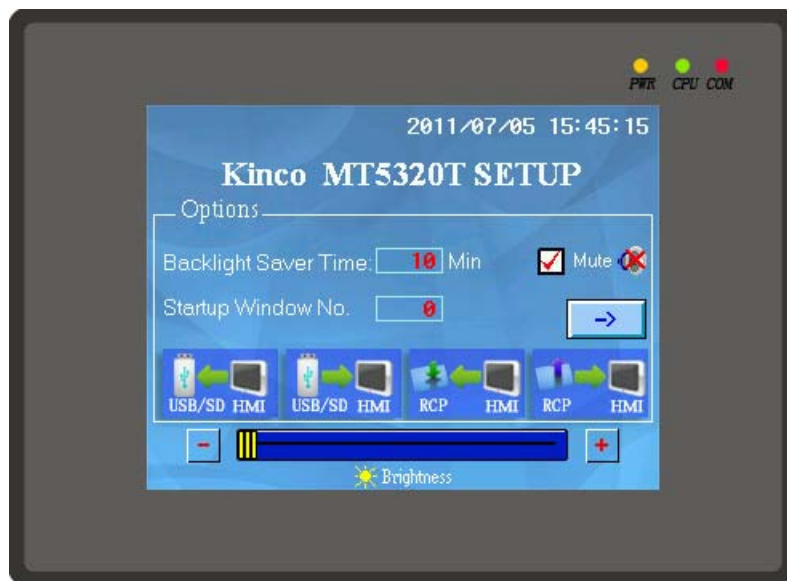 PWR CPU COM
2011/07/05 15:45:15
Kinco MT5320T SETUP
Options
Backlight Saver Time: 10 Min
Mute
Startup Window No. 0
->
USB/SD HMI
USB/SD HMI
RCP HMI
RCP HMI
- +
Brightness